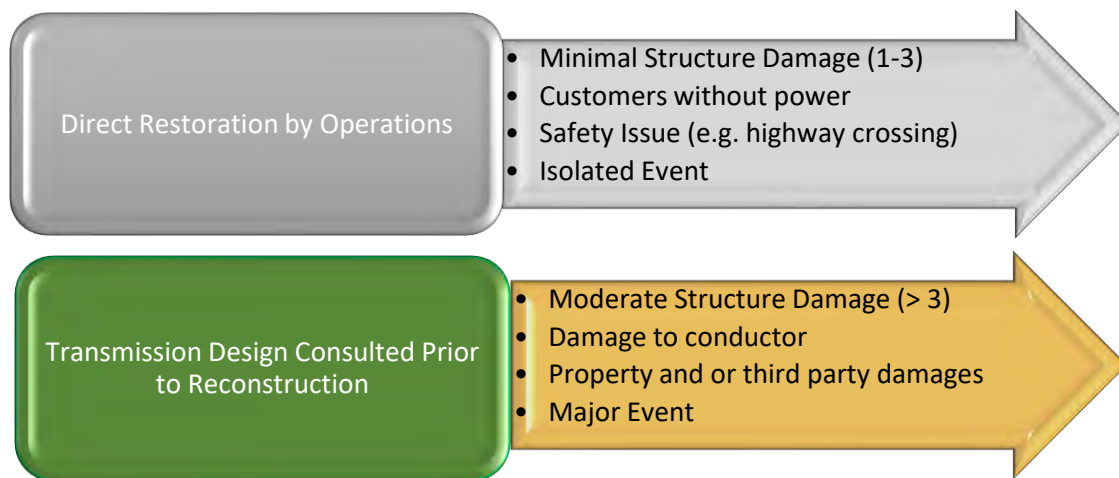 Direct Restoration by Operations
• Minimal Structure Damage (1-3)
• Customers without power
• Safety Issue (e.g. highway crossing)
• Isolated Event
Transmission Design Consulted Prior
to Reconstruction
• Moderate Structure Damage (> 3)
• Damage to conductor
• Property and or third party damages
• Major Event